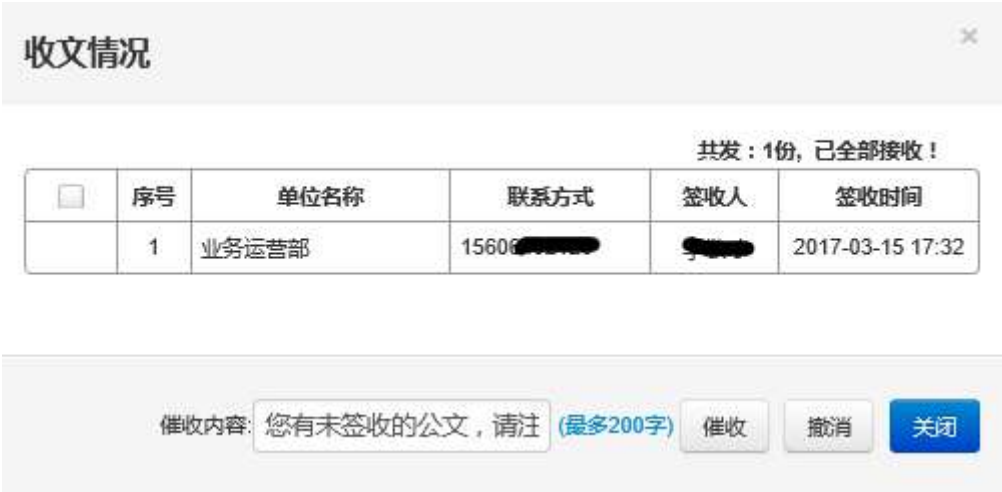 收文情况
×
共发：1份, 已全部接收！
序号 单位名称 联系方式 签收人 签收时间
1 业务运营部 1560 2017-03-15 17:32
催收内容: 您有未签收的公文，请注 (最多200字) 催收 撤消 关闭